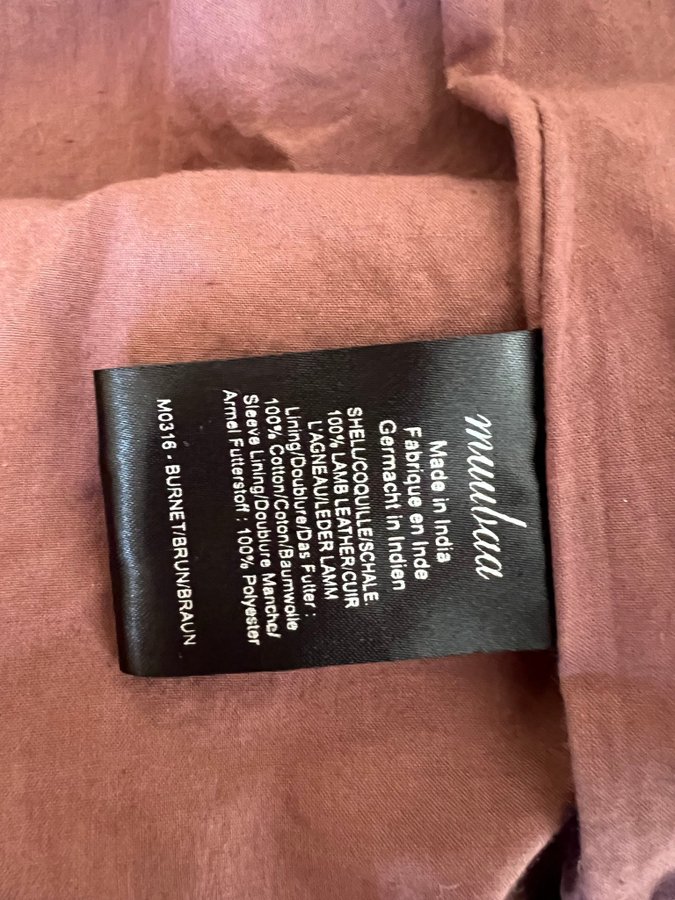 muubaa
Made in India
Fabrique en Inde
Germacht in Indien
SHELL/COQUILLE/SCHALE.
100% LAMB LEATHER/CUIR
L'AGNEAU/LEDER LAMM
Lining/Doublure/Das Futter :
100% Cotton/Coton/Baumwolle
Sleeve Lining/Doublure Manche/
Armel Futterstoff : 100% Polyester
M0316 - BURNET/BRUN/BRAUN